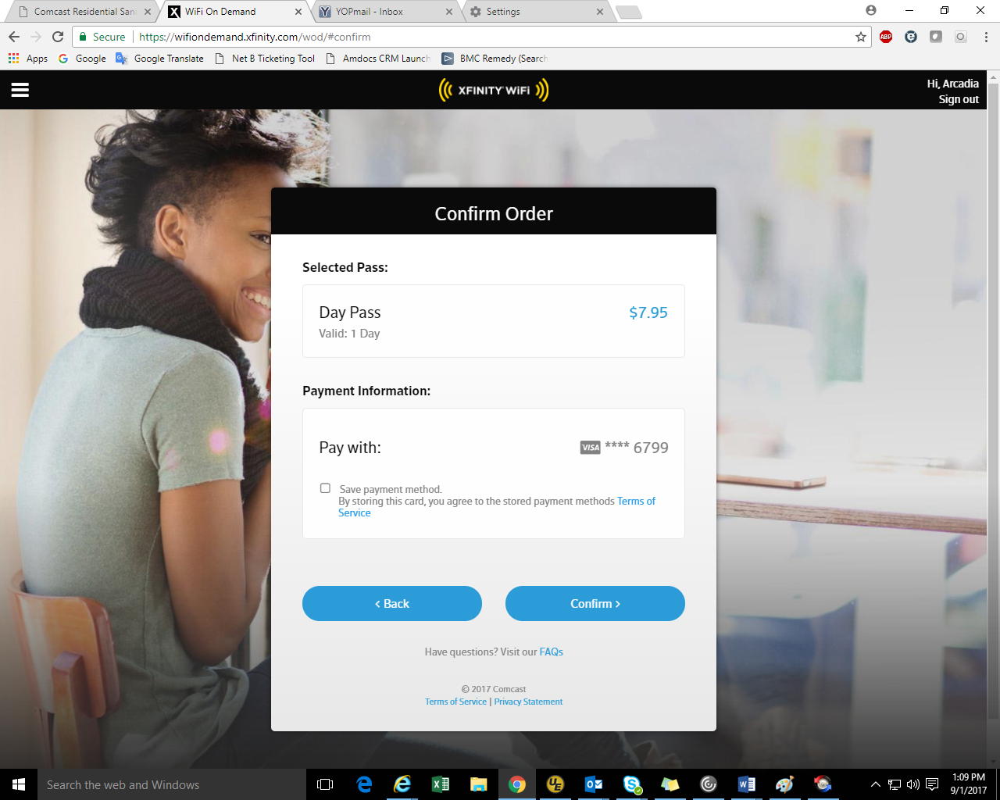 Comcast Residential San
WiFi On Demand
YOPmail - Inbox
Settings
Secure
https://wifiondemand.xfinity.com/wod/#confirm
ABP
Apps
Google
Google Translate
Net B Ticketing Tool
Amdocs CRM Launch
BMC Remedy (Search
XFINITY WiFi
Hi, Arcadia
Sign out
Confirm Order
Selected Pass:
Day Pass
$7.95
Valid: 1 Day
Payment Information:
Pay with:
VISA **** 6799
Save payment method.
By storing this card, you agree to the stored payment methods Terms of
Service
< Back
Confirm >
Have questions? Visit our FAQs
© 2017 Comcast
Terms of Service | Privacy Statement
Search the web and Windows
1:09 PM
9/1/2017